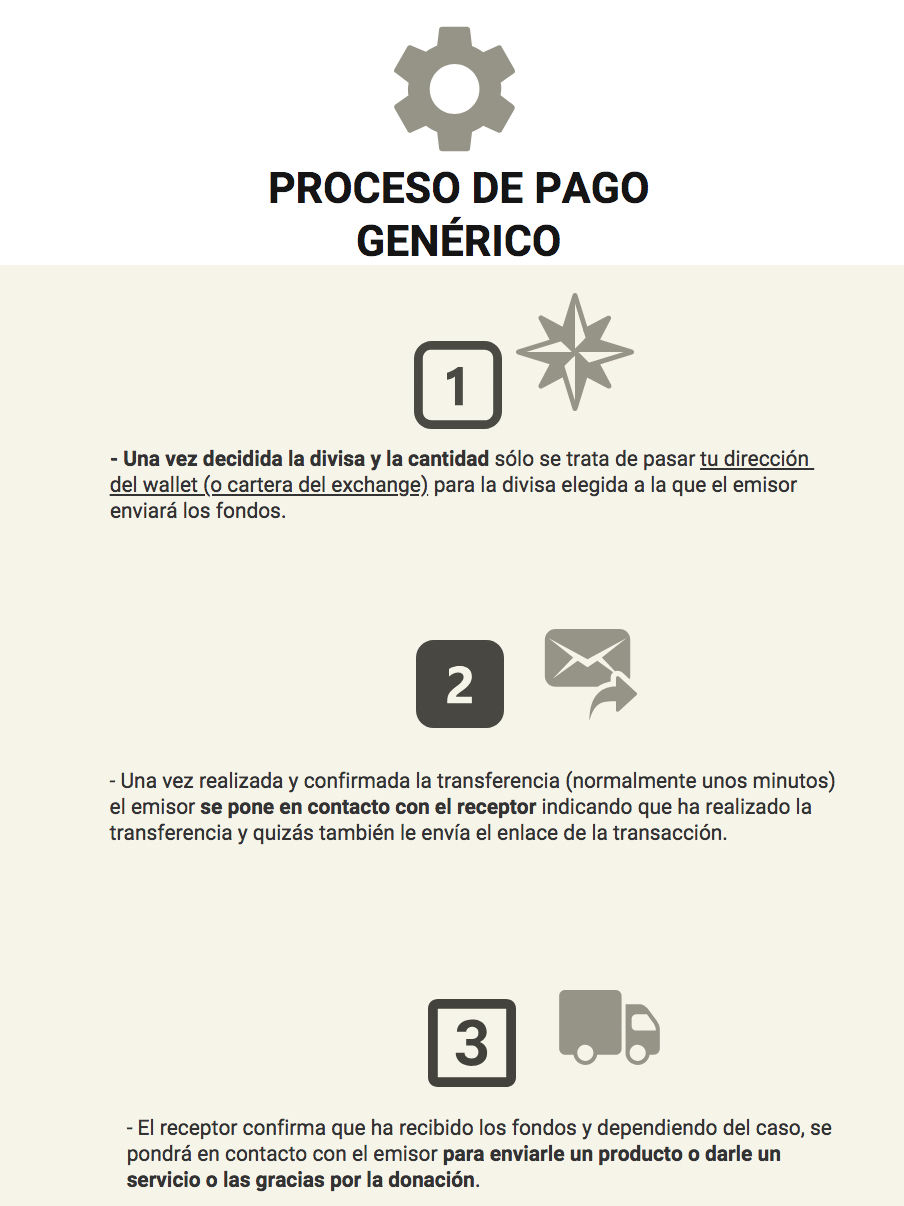 PROCESO DE PAGO
GENÉRICO
1
- Una vez decidida la divisa y la cantidad sólo se trata de pasar tu dirección
del wallet (o cartera del exchange) para la divisa elegida a la que el emisor
enviará los fondos.
2
- Una vez realizada y confirmada la transferencia (normalmente unos minutos)
el emisor se pone en contacto con el receptor indicando que ha realizado la
transferencia y quizás también le envía el enlace de la transacción.
3
- El receptor confirma que ha recibido los fondos y dependiendo del caso, se
pondrá en contacto con el emisor para enviarle un producto o darle un
servicio o las gracias por la donación.